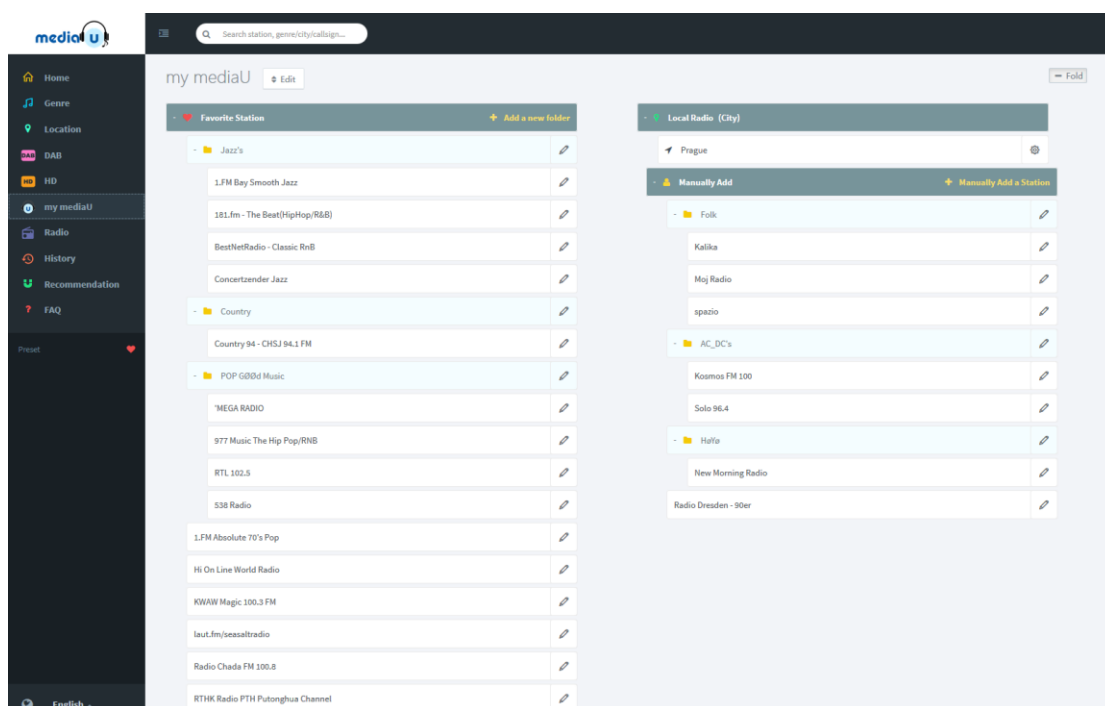 mediaU
Search station, genre/city/callsign...
Home
Genre
Location
DAB DAB
HD HD
my mediaU
Radio
History
Recommendation
? FAQ
Preset
English
my mediaU
Edit
Fold
- Favorite Station + Add a new folder
- Jazz's
1.FM Bay Smooth Jazz
181.fm - The Beat(HipHop/R&B)
BestNetRadio - Classic RnB
Concertzender Jazz
- Country
Country 94 - CHSJ 94.1 FM
- POP GØØd Music
'MEGA RADIO
977 Music The Hip Pop/RNB
RTL 102.5
538 Radio
1.FM Absolute 70's Pop
Hi On Line World Radio
KWAW Magic 100.3 FM
laut.fm/seasaltradio
Radio Chada FM 100.8
RTHK Radio PTH Putonghua Channel
- Local Radio (City)
Prague
- Manually Add + Manually Add a Station
- Folk
Kalika
Moj Radio
spazio
- AC_DC's
Kosmos FM 100
Solo 96.4
- HøYø
New Morning Radio
Radio Dresden - 90er